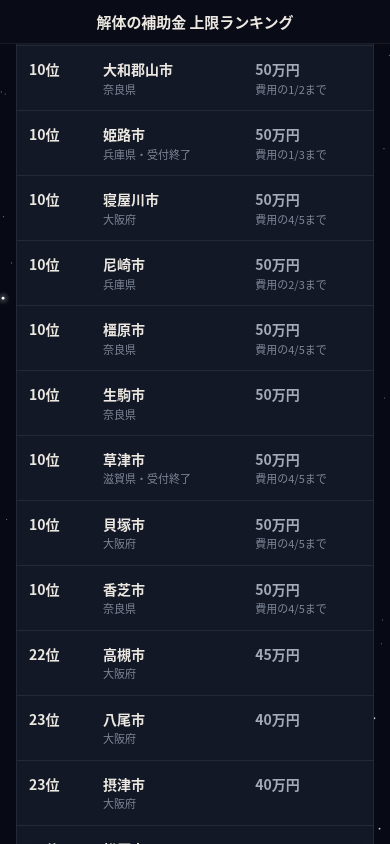 解体の補助金 上限ランキング
10位 大和郡山市 50万円
奈良県 費用の1/2まで
10位 姫路市 50万円
兵庫県・受付終了 費用の1/3まで
10位 寝屋川市 50万円
大阪府 費用の4/5まで
10位 尼崎市 50万円
兵庫県 費用の2/3まで
10位 橿原市 50万円
奈良県 費用の4/5まで
10位 生駒市 50万円
奈良県
10位 草津市 50万円
滋賀県・受付終了 費用の4/5まで
10位 貝塚市 50万円
大阪府 費用の4/5まで
10位 香芝市 50万円
奈良県 費用の4/5まで
22位 高槻市 45万円
大阪府
23位 八尾市 40万円
大阪府
23位 摂津市 40万円
大阪府